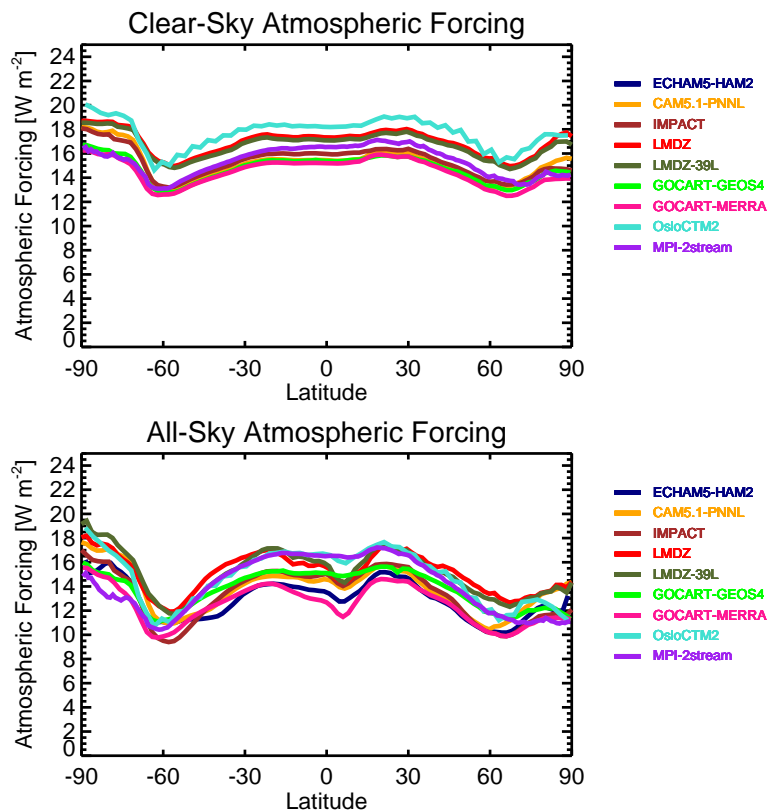 Clear-Sky Atmospheric Forcing
Atmospheric Forcing [W m-2]
24
22
20
18
16
14
12
10
8
6
4
2
0
-90 -60 -30 0 30 60 90
Latitude
ECHAM5-HAM2
CAM5.1-PNNL
IMPACT
LMDZ
LMDZ-39L
GOCART-GEOS4
GOCART-MERRA
OsloCTM2
MPI-2stream
All-Sky Atmospheric Forcing
Atmospheric Forcing [W m-2]
24
22
20
18
16
14
12
10
8
6
4
2
0
-90 -60 -30 0 30 60 90
Latitude
ECHAM5-HAM2
CAM5.1-PNNL
IMPACT
LMDZ
LMDZ-39L
GOCART-GEOS4
GOCART-MERRA
OsloCTM2
MPI-2stream